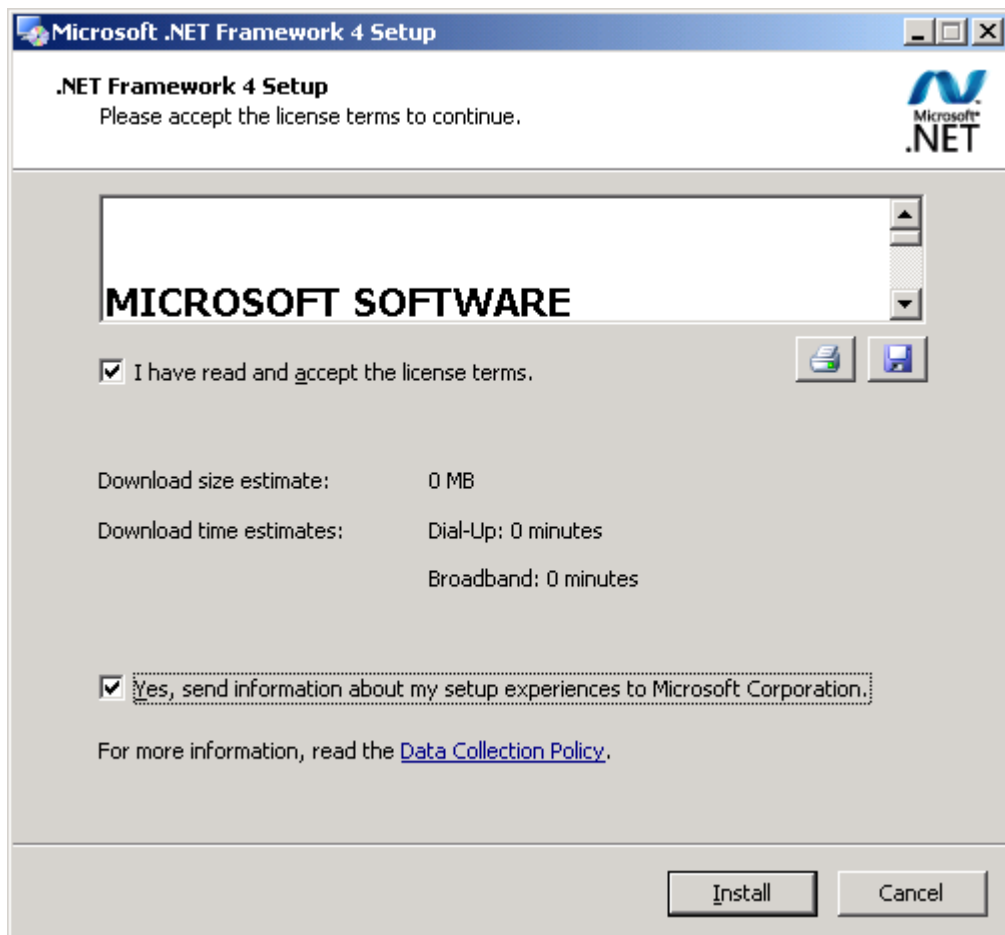 Microsoft .NET Framework 4 Setup
.NET Framework 4 Setup
Please accept the license terms to continue.
Microsoft®
.NET
MICROSOFT SOFTWARE
I have read and accept the license terms.
Download size estimate: 0 MB
Download time estimates: Dial-Up: 0 minutes
Broadband: 0 minutes
Yes, send information about my setup experiences to Microsoft Corporation.
For more information, read the Data Collection Policy.
Install Cancel